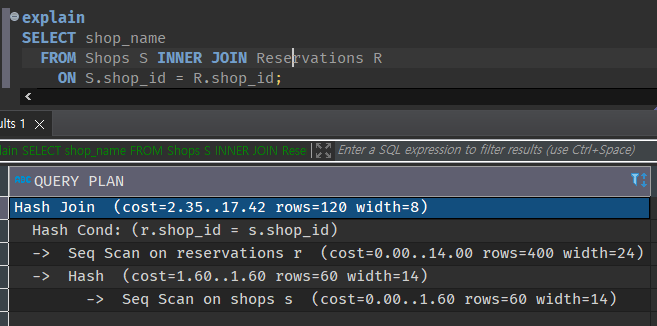 explain
SELECT shop_name
FROM Shops S INNER JOIN Reservations R
ON S.shop_id = R.shop_id;
ults 1
lain SELECT shop_name FROM Shops S INNER JOIN Rese
Enter a SQL expression to filter results (use Ctrl+Space)
ABC QUERY PLAN
Hash Join  (cost=2.35..17.42 rows=120 width=8)
Hash Cond: (r.shop_id = s.shop_id)
->  Seq Scan on reservations r  (cost=0.00..14.00 rows=400 width=24)
->  Hash  (cost=1.60..1.60 rows=60 width=14)
->  Seq Scan on shops s  (cost=0.00..1.60 rows=60 width=14)